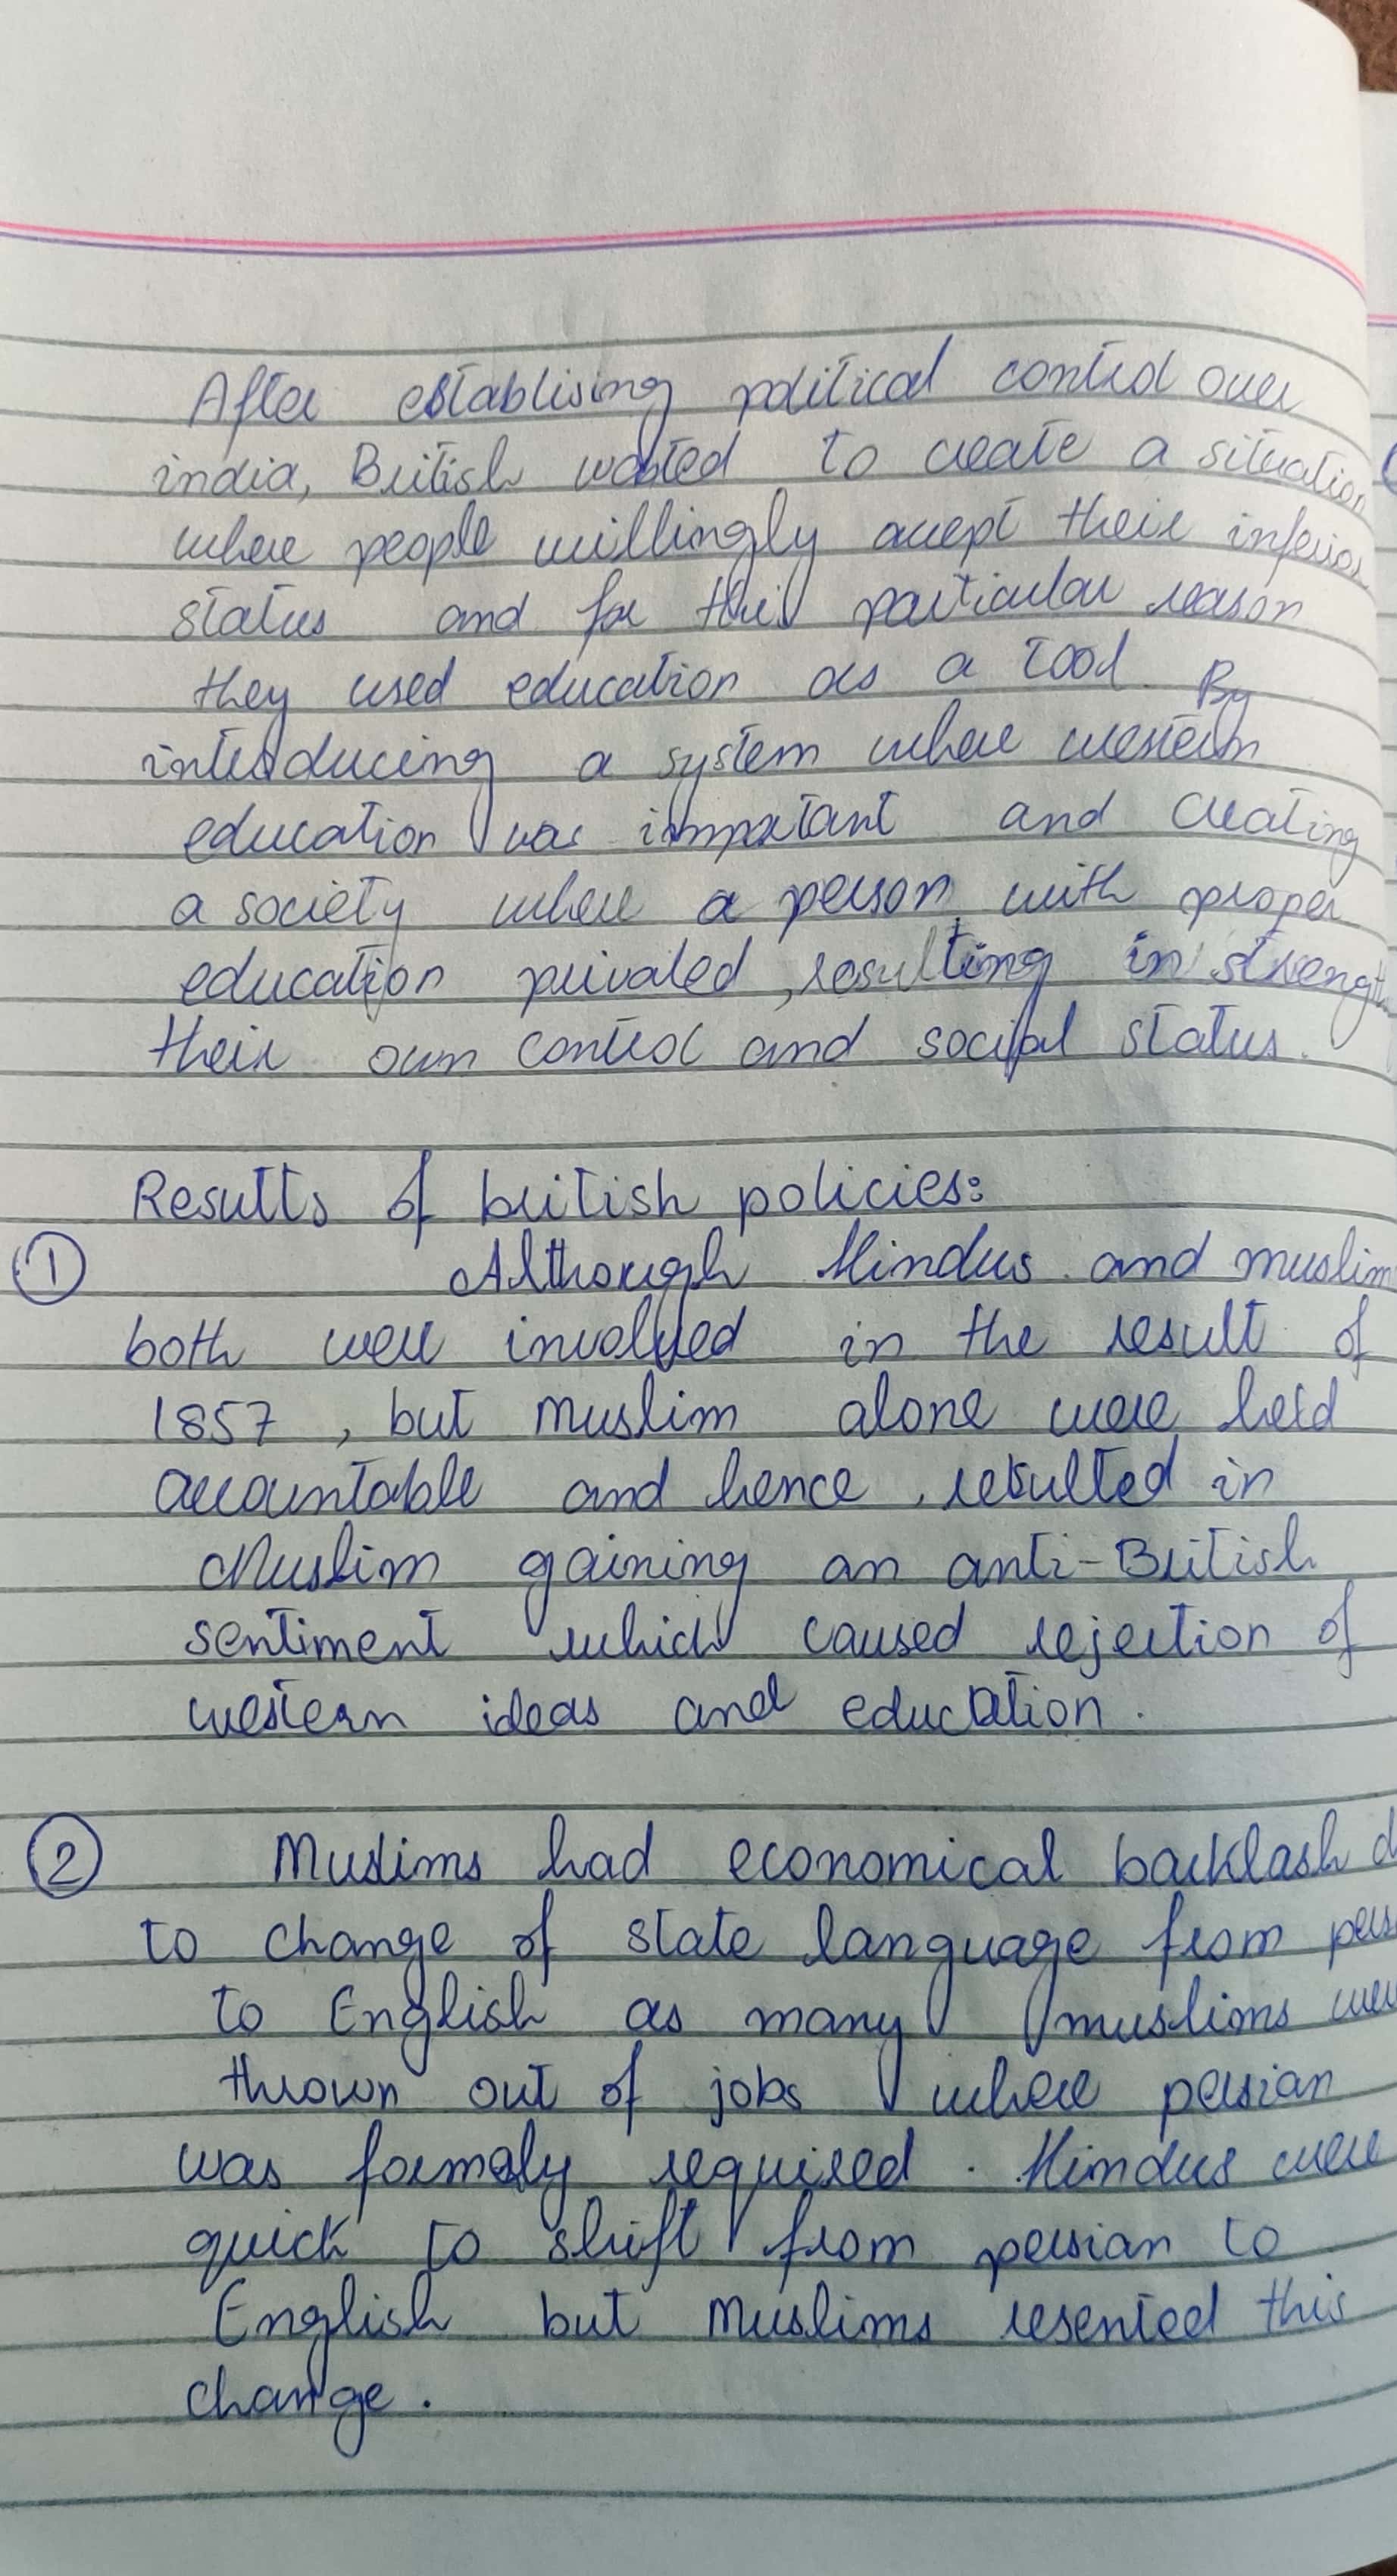 After establising political control over
india, British wanted to create a situation
where people willingly accept their inferior
status and for this particular reason
they used education as a tool. By
introducing a system where western
education was important and creating
a society where a person with proper
education privaled, resulting in strength
their own control and social status.
Results of british policies:
① Although Hindus and muslim
both were involved in the result of
1857, but Muslim alone were held
accountable and hence, resulted in
Muslim gaining an anti-British
sentiment which caused rejection of
western ideas and education.
② Muslims had economical backlash
to change of state language from
to English as many muslims
thrown out of jobs where persian
was formaly required. Hindus were
quick to shift from persian to
English but Muslims resented this
change.